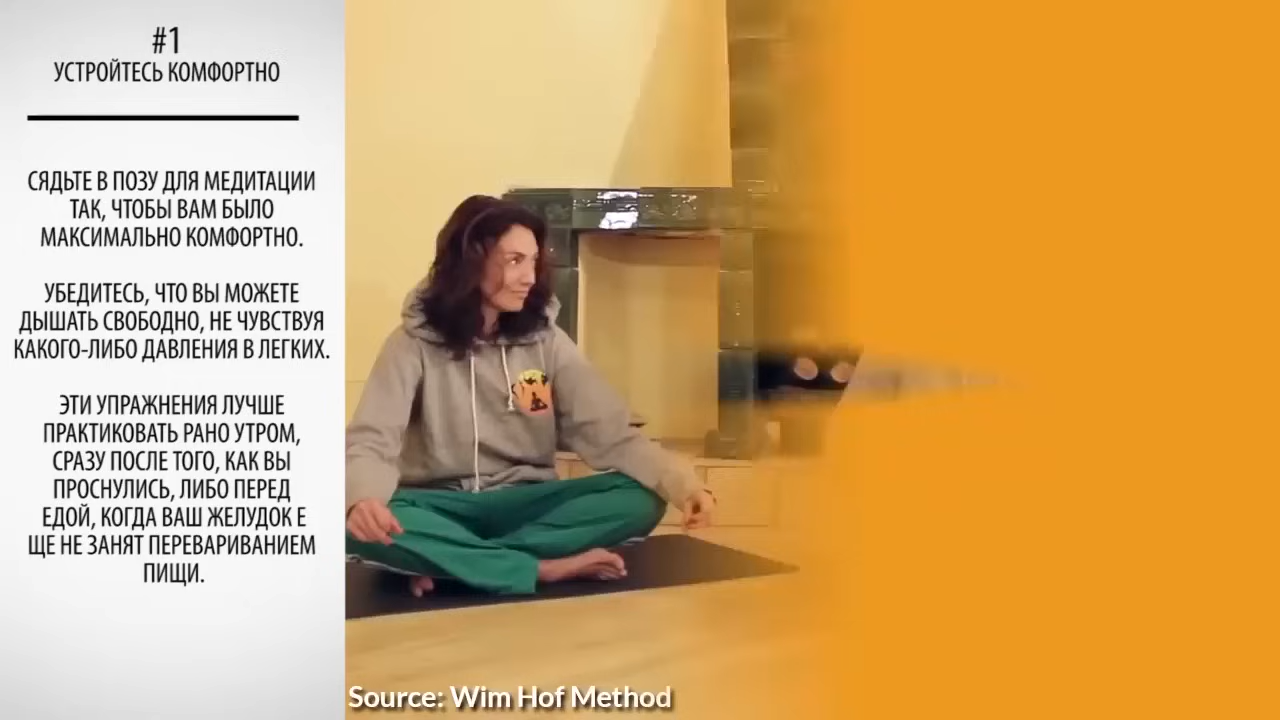 #1
УСТРОЙТЕСЬ КОМФОРТНО
СЯДЬТЕ В ПОЗУ ДЛЯ МЕДИТАЦИИ
ТАК, ЧТОБЫ ВАМ БЫЛО
МАКСИМАЛЬНО КОМФОРТНО.
УБЕДИТЕСЬ, ЧТО ВЫ МОЖЕТЕ
ДЫШАТЬ СВОБОДНО, НЕ ЧУВСТВУЯ
КАКОГО-ЛИБО ДАВЛЕНИЯ В ЛЕГКИХ.
ЭТИ УПРАЖНЕНИЯ ЛУЧШЕ
ПРАКТИКОВАТЬ РАНО УТРОМ,
СРАЗУ ПОСЛЕ ТОГО, КАК ВЫ
ПРОСНУЛИСЬ, ЛИБО ПЕРЕД
ЕДОЙ, КОГДА ВАШ ЖЕЛУДОК Е
ЩЕ НЕ ЗАНЯТ ПЕРЕВАРИВАНИЕМ
ПИЩИ.
Source: Wim Hof Method